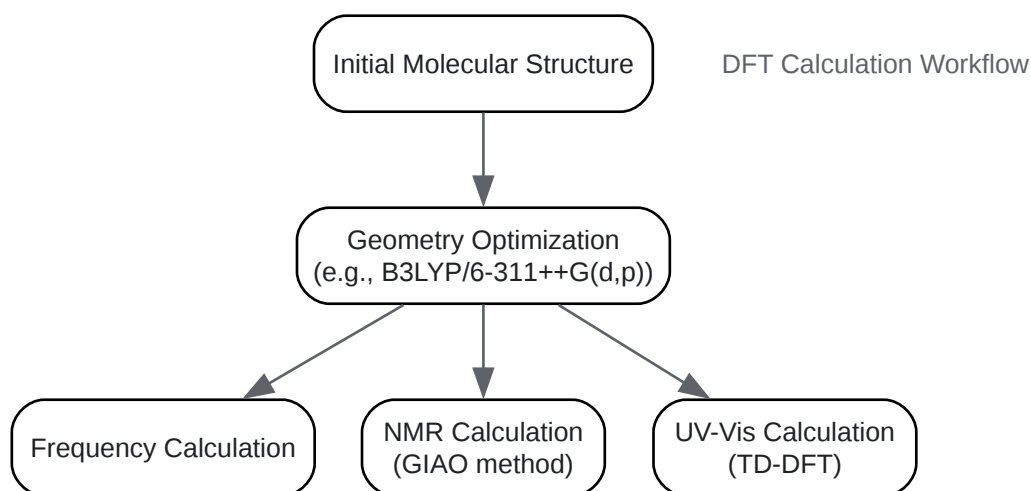 Initial Molecular Structure
DFT Calculation Workflow
Geometry Optimization
(e.g., B3LYP/6-311++G(d,p))
Frequency Calculation
NMR Calculation
(GIAO method)
UV-Vis Calculation
(TD-DFT)